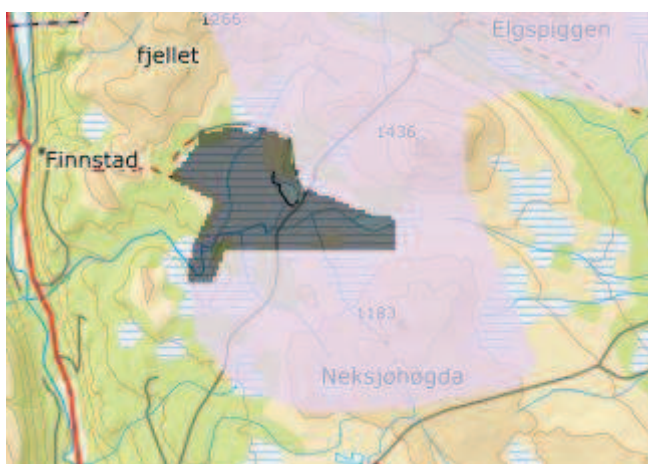 1266
Elgspiggen
fjellet
1436
Finnstad
1183
Neksjøhøgda